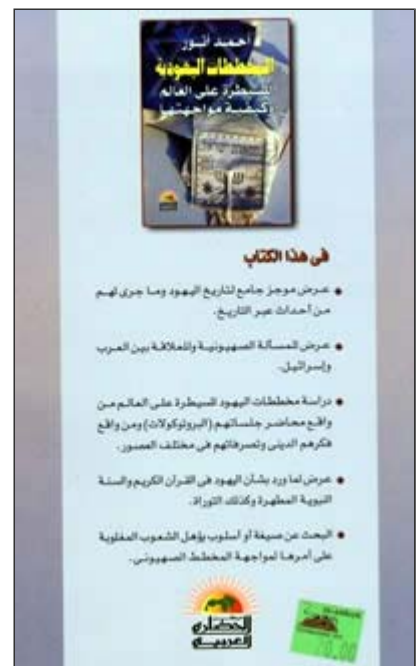 أحمد أنور
المخططات اليهودية
للسيطرة على العالم
وكيفية مواجهتها
فى هذا الكتاب
عرض موجز جامع لتاريخ اليهود وما جرى لهم
من أحداث عبر التاريخ.
عرض للمسألة الصهيونية وللعلاقة بين العرب
وإسرائيل.
دراسة مخططات اليهود للسيطرة على العالم من
واقع محاضر جلساتهم (البروتوكولات) ومن واقع
فكرهم الدينى وتصرفاتهم فى مختلف العصور.
عرض لما ورد بشأن اليهود فى القرآن الكريم والسنة
النبوية المطهرة وكذلك التوراة.
البحث عن صيغة أو أسلوب يؤهل الشعوب المغلوبة
على أمرها لمواجهة المخطط الصهيونى.
الحضارة
العربية